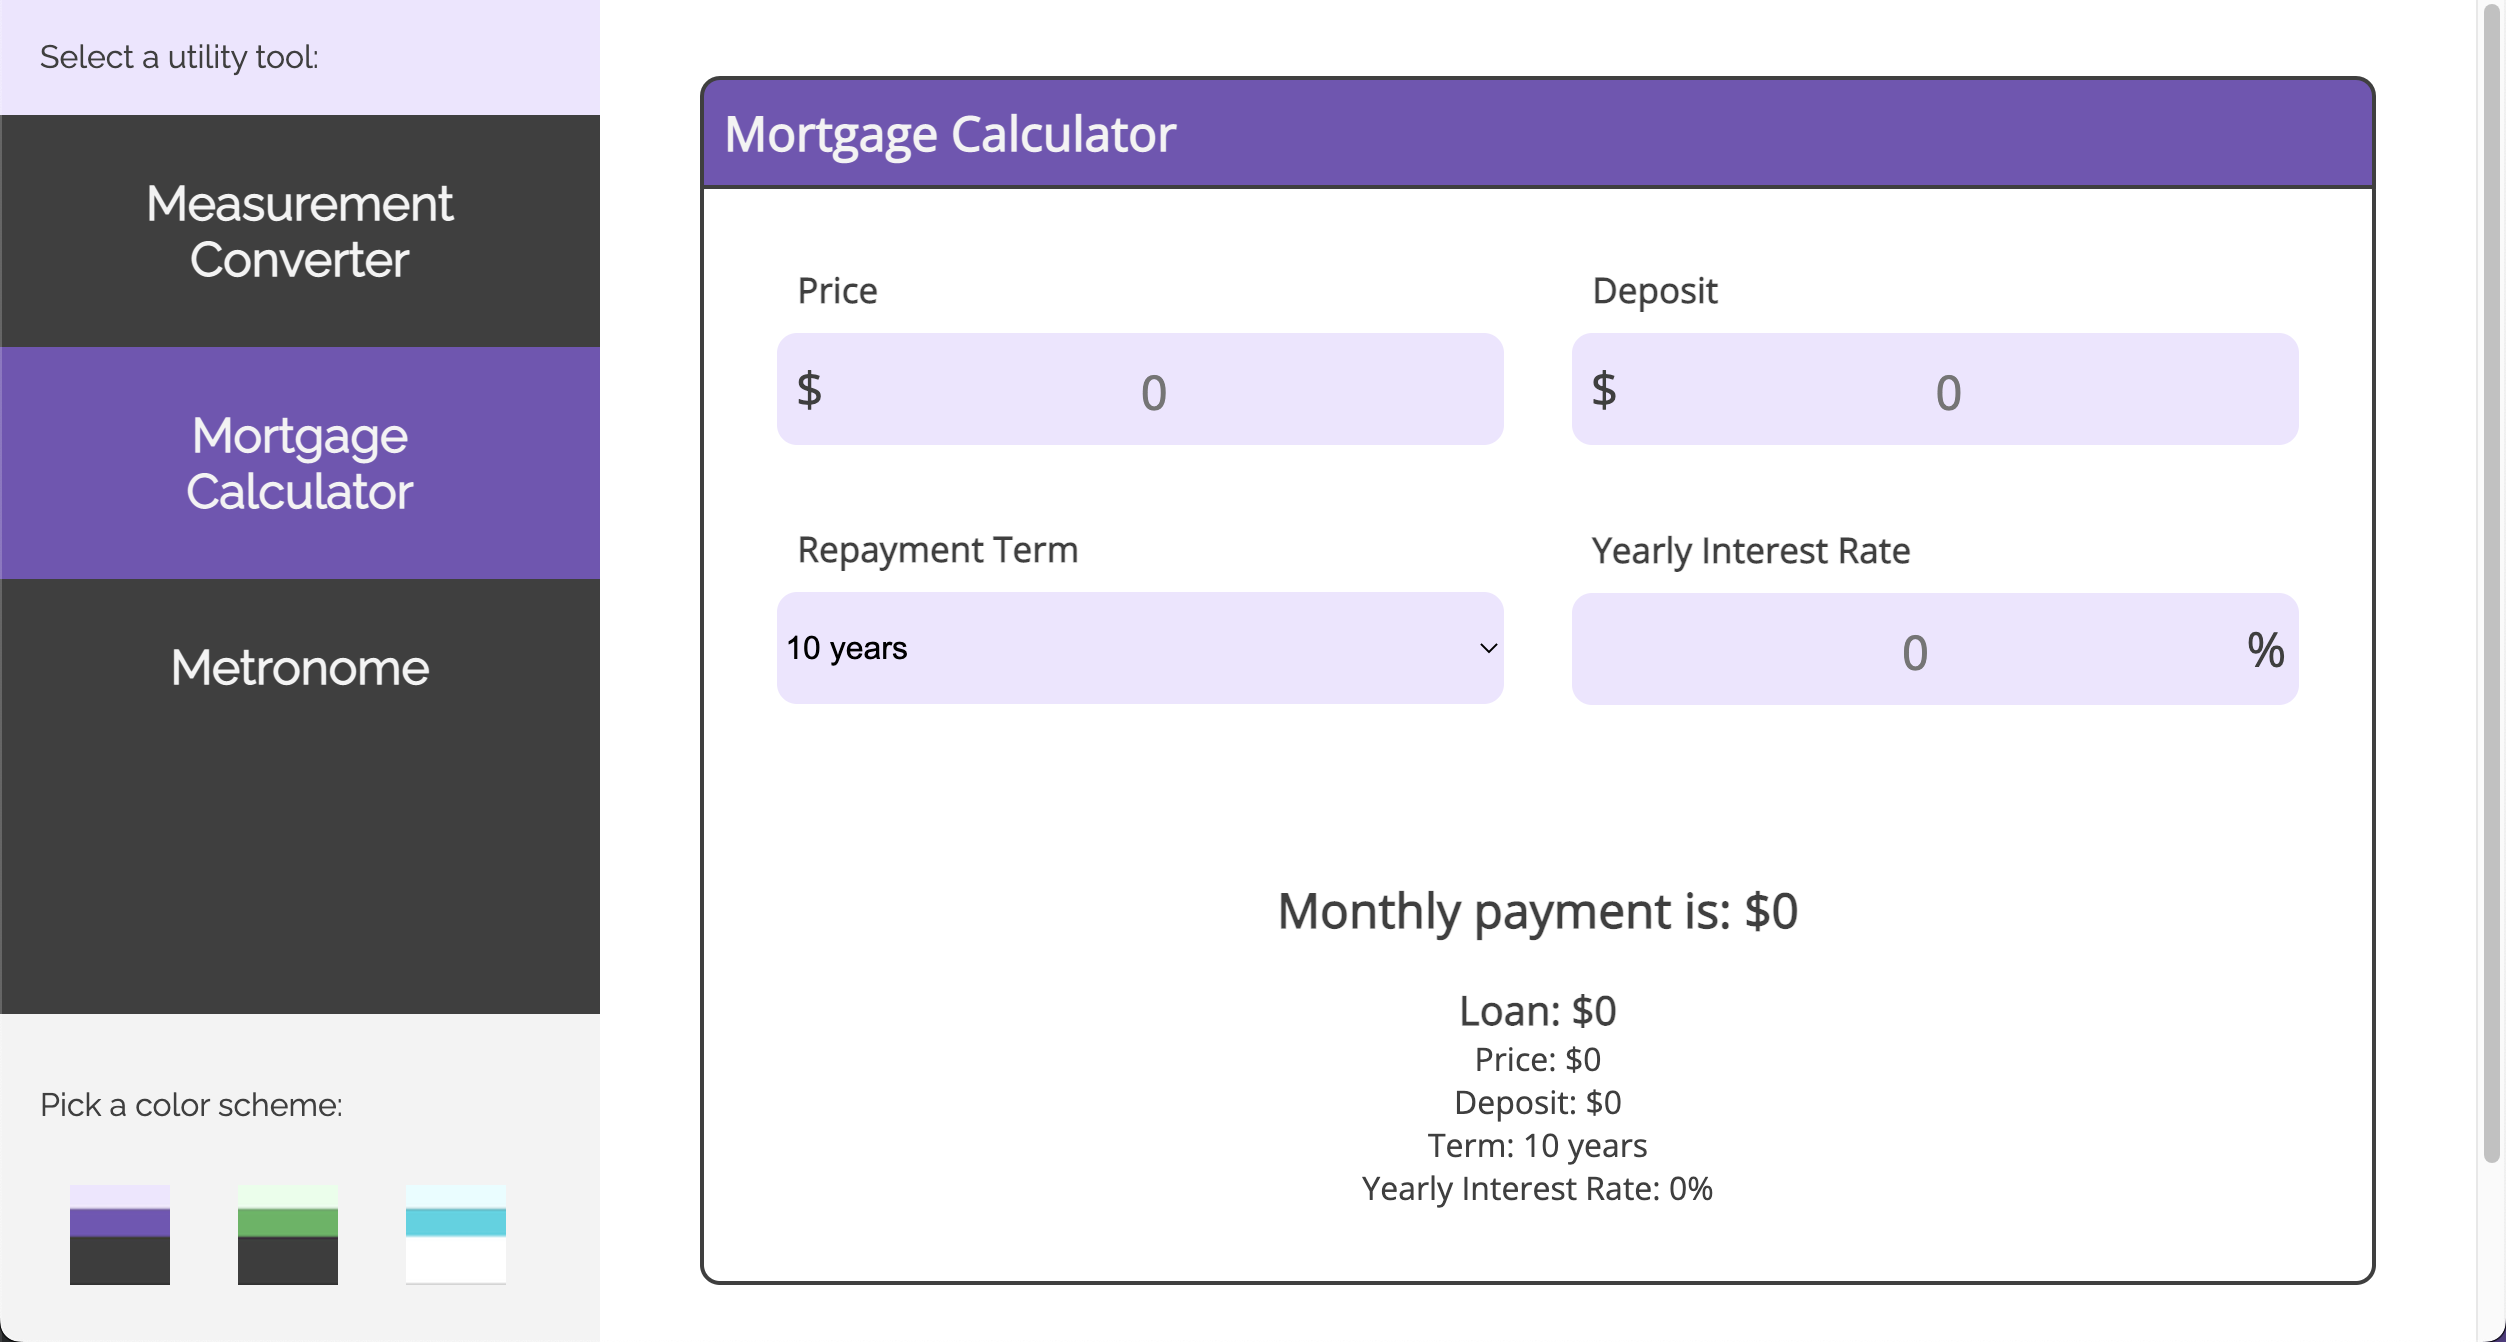 Select a utility tool:
Measurement
Converter
Mortgage
Calculator
Metronome
Pick a color scheme:
Mortgage Calculator
Price
$ 0
Deposit
$ 0
Repayment Term
10 years
Yearly Interest Rate
0 %
Monthly payment is: $0
Loan: $0
Price: $0
Deposit: $0
Term: 10 years
Yearly Interest Rate: 0%